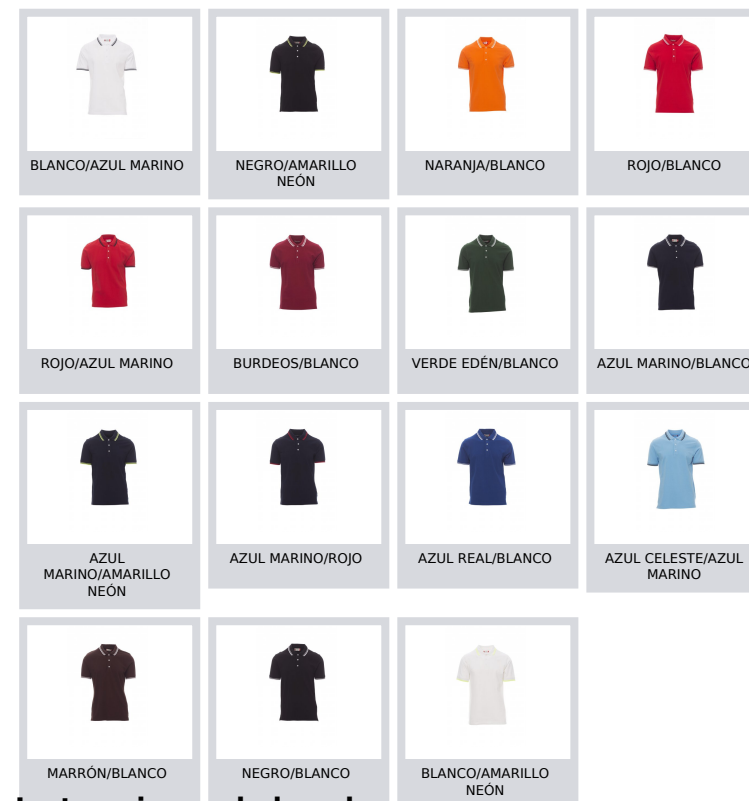 BLANCO/AZUL MARINO
NEGRO/AMARILLO
NEÓN
NARANJA/BLANCO
ROJO/BLANCO
ROJO/AZUL MARINO
BURDEOS/BLANCO
VERDE EDÉN/BLANCO
AZUL MARINO/BLANCO
AZUL
MARINO/AMARILLO
NEÓN
AZUL MARINO/ROJO
AZUL REAL/BLANCO
AZUL CELESTE/AZUL
MARINO
MARRÓN/BLANCO
NEGRO/BLANCO
BLANCO/AMARILLO
NEÓN